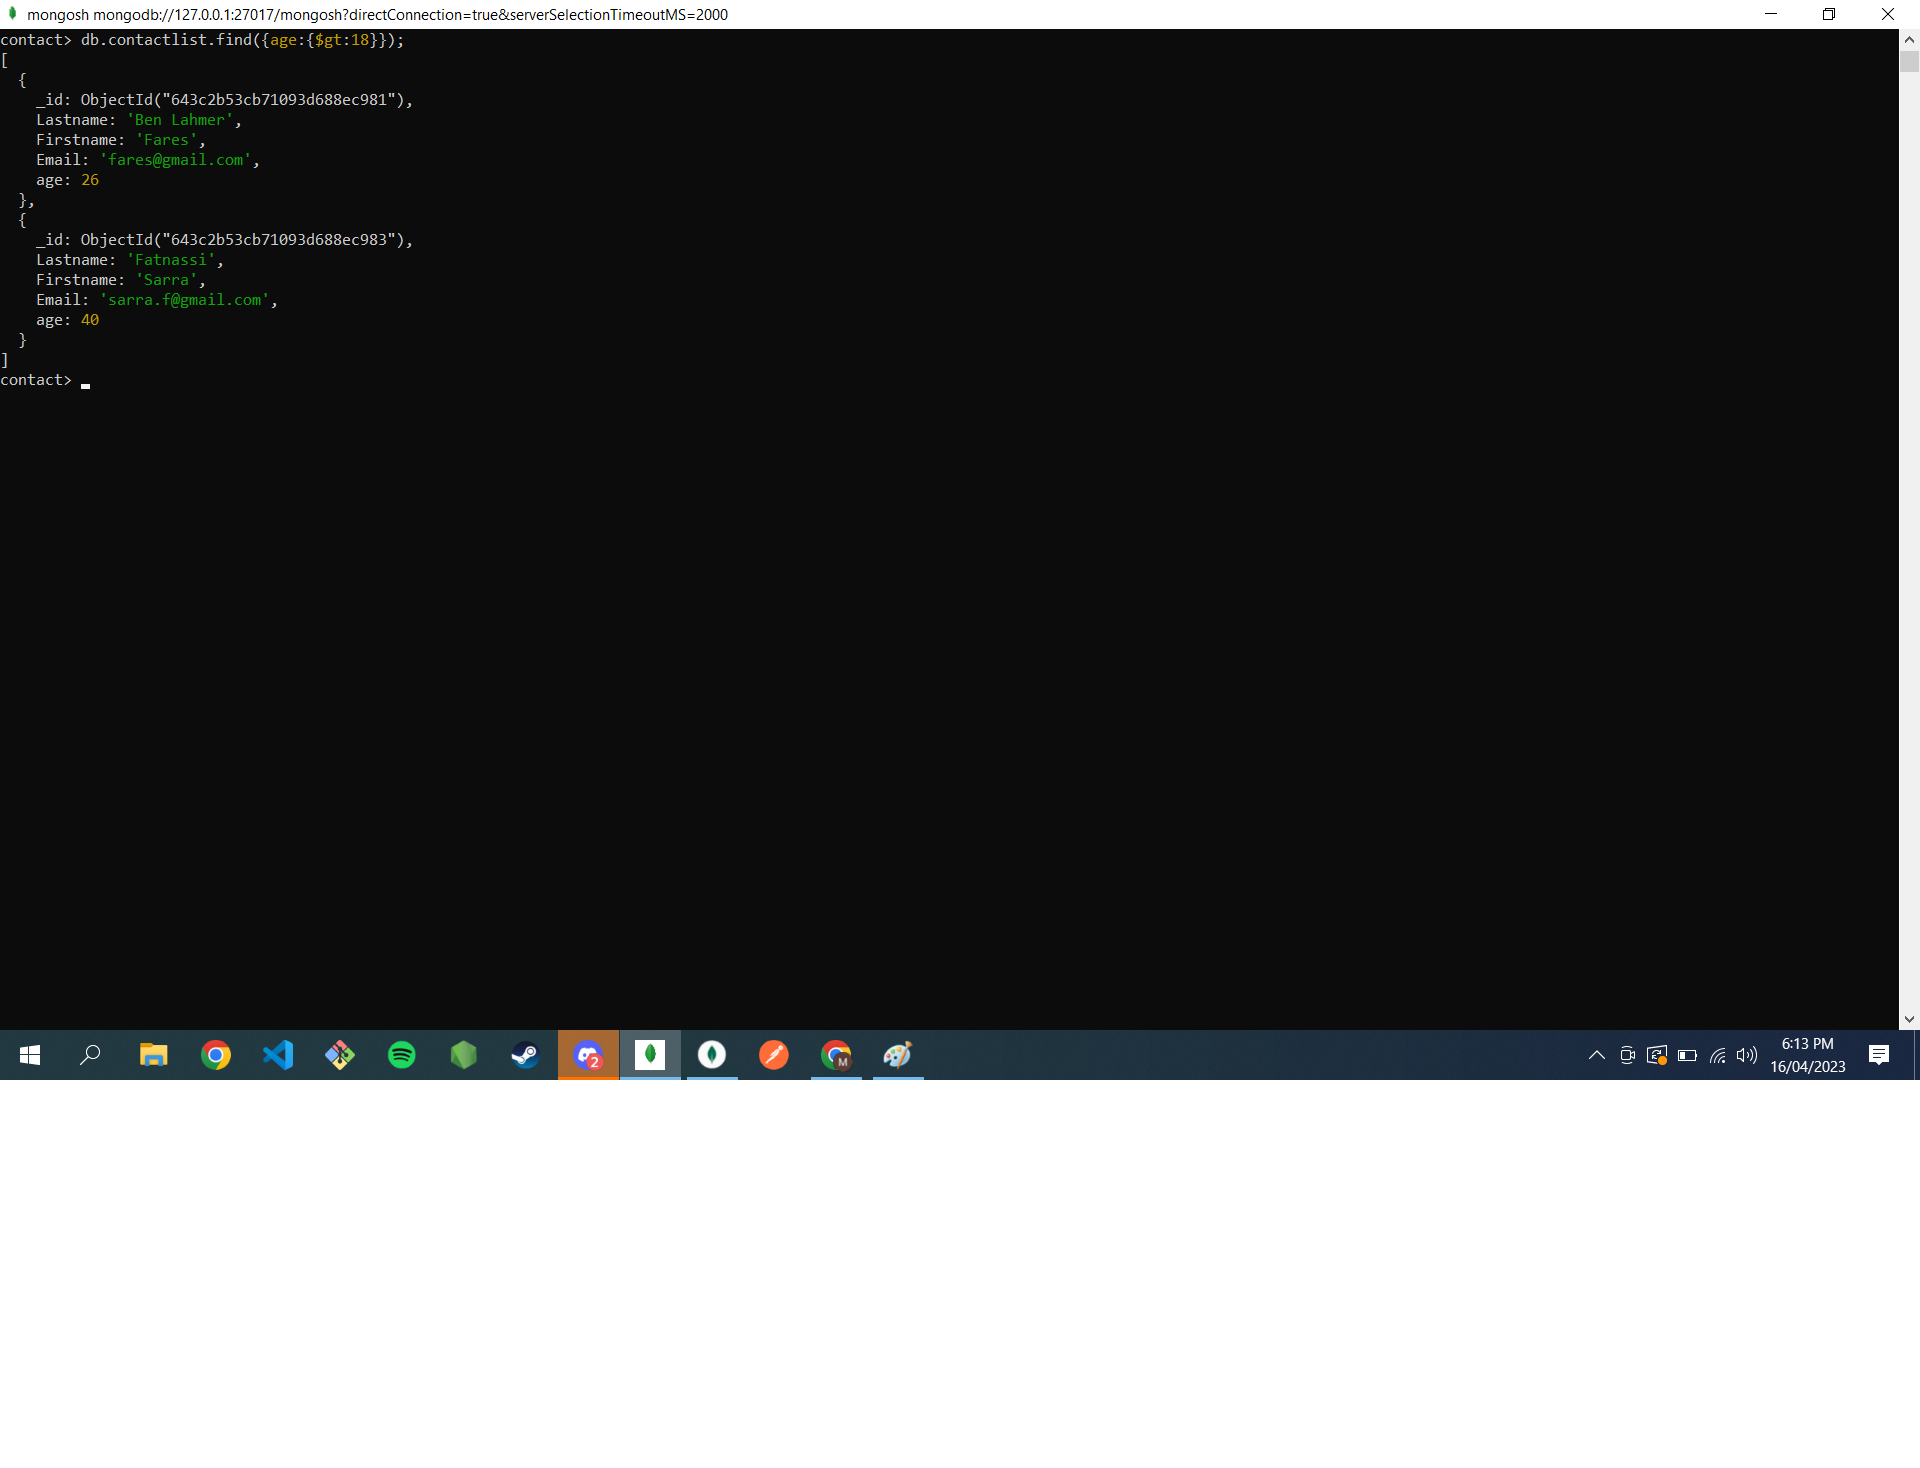 mongosh mongodb://127.0.0.1:27017/mongosh?directConnection=true&serverSelectionTimeoutMS=2000
contact> db.contactlist.find({age:{$gt:18}});
[
  {
    _id: ObjectId("643c2b53cb71093d688ec981"),
    Lastname: 'Ben Lahmer',
    Firstname: 'Fares',
    Email: 'fares@gmail.com',
    age: 26
  },
  {
    _id: ObjectId("643c2b53cb71093d688ec983"),
    Lastname: 'Fatnassi',
    Firstname: 'Sarra',
    Email: 'sarra.f@gmail.com',
    age: 40
  }
]
contact>
2
M
6:13 PM
16/04/2023